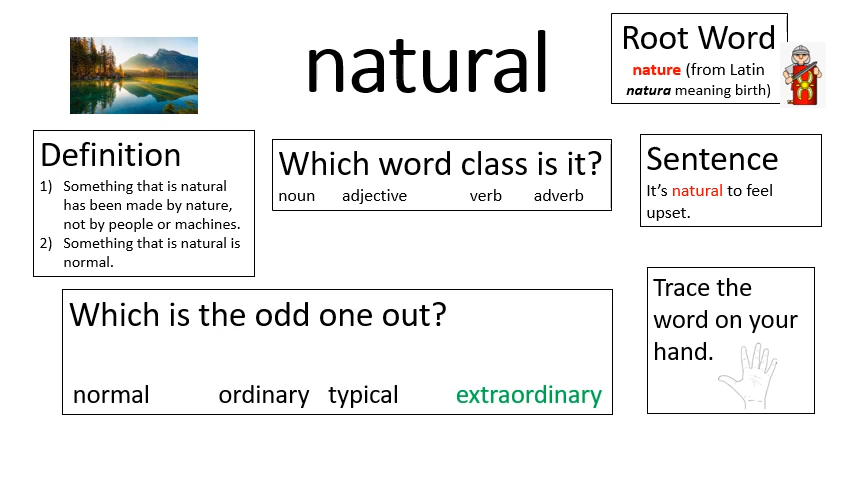 natural
Root Word
nature (from Latin
natura meaning birth)
Definition
1) Something that is natural
has been made by nature,
not by people or machines.
2) Something that is natural is
normal.
Which word class is it?
noun adjective verb adverb
Sentence
It’s natural to feel
upset.
Which is the odd one out?
normal ordinary typical extraordinary
Trace the
word on your
hand.